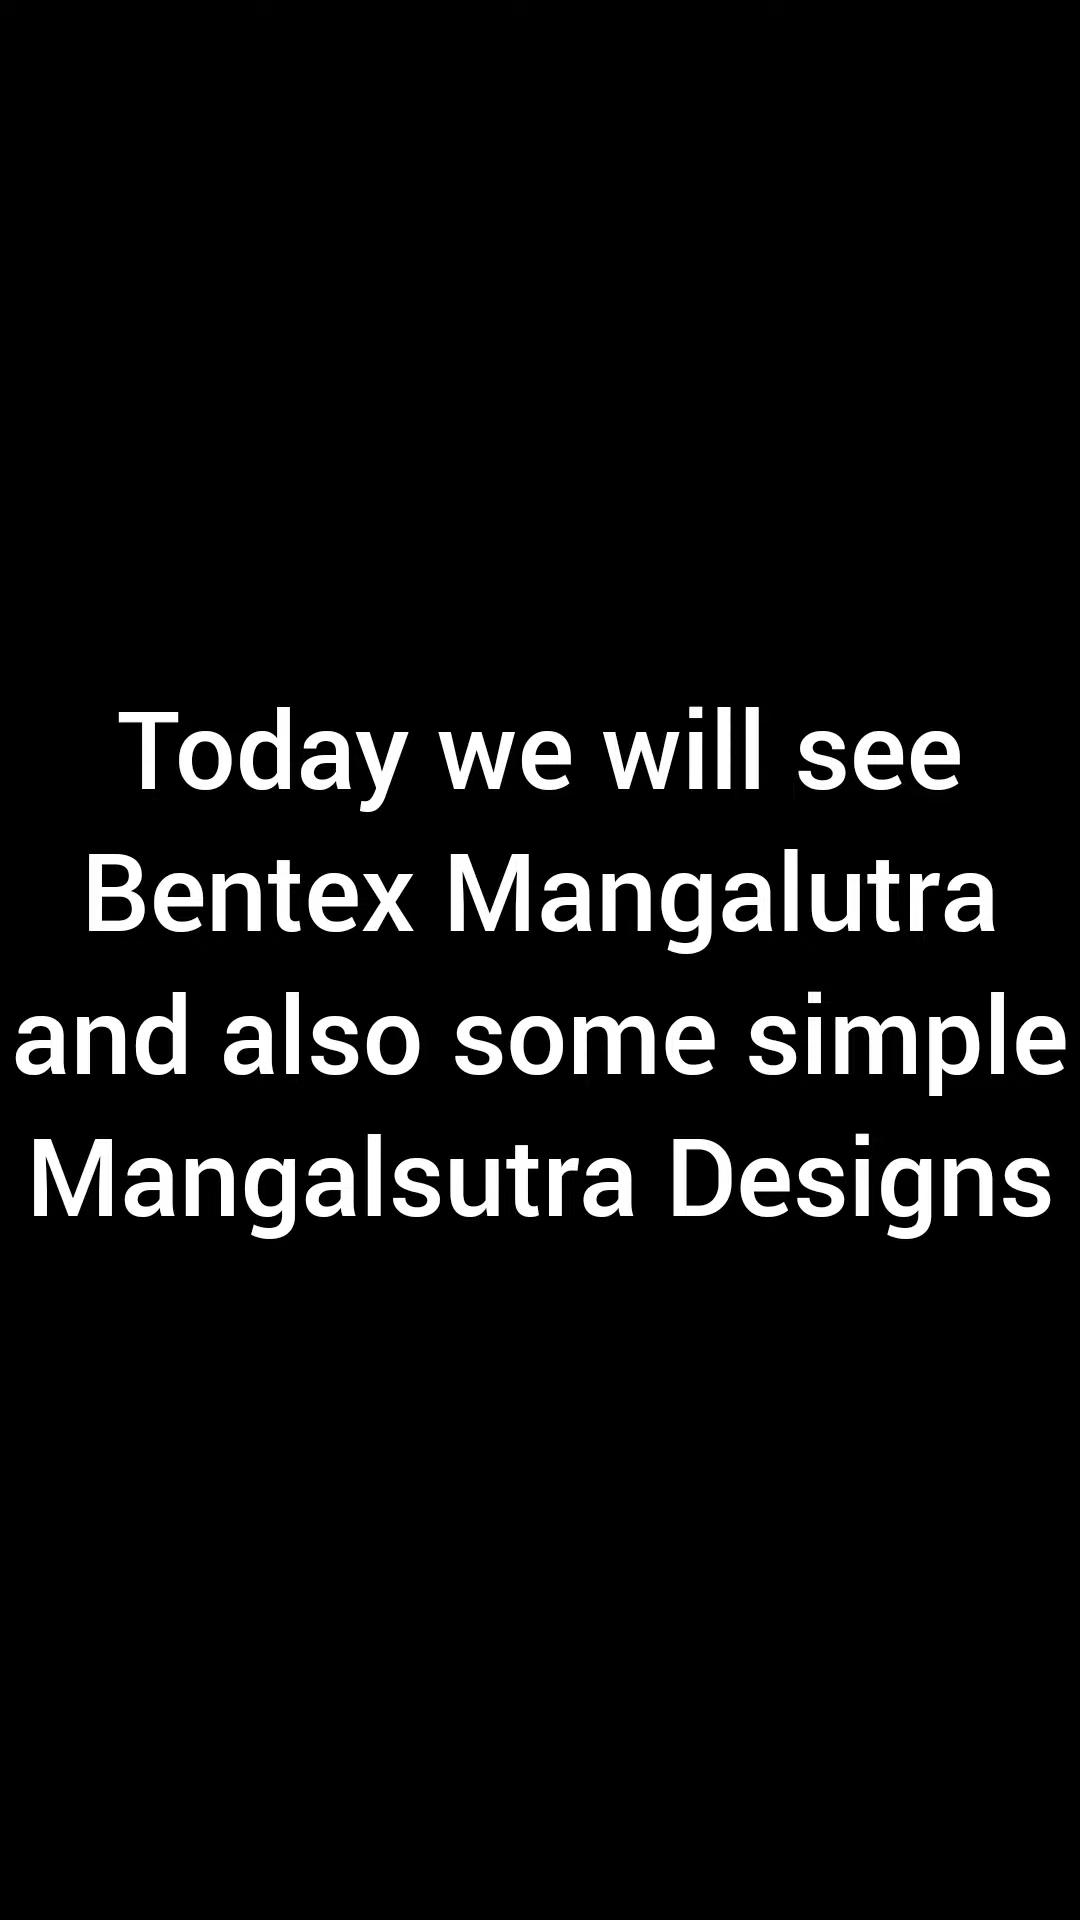 Today we will see
Bentex Mangalutra
and also some simple
Mangalsutra Designs